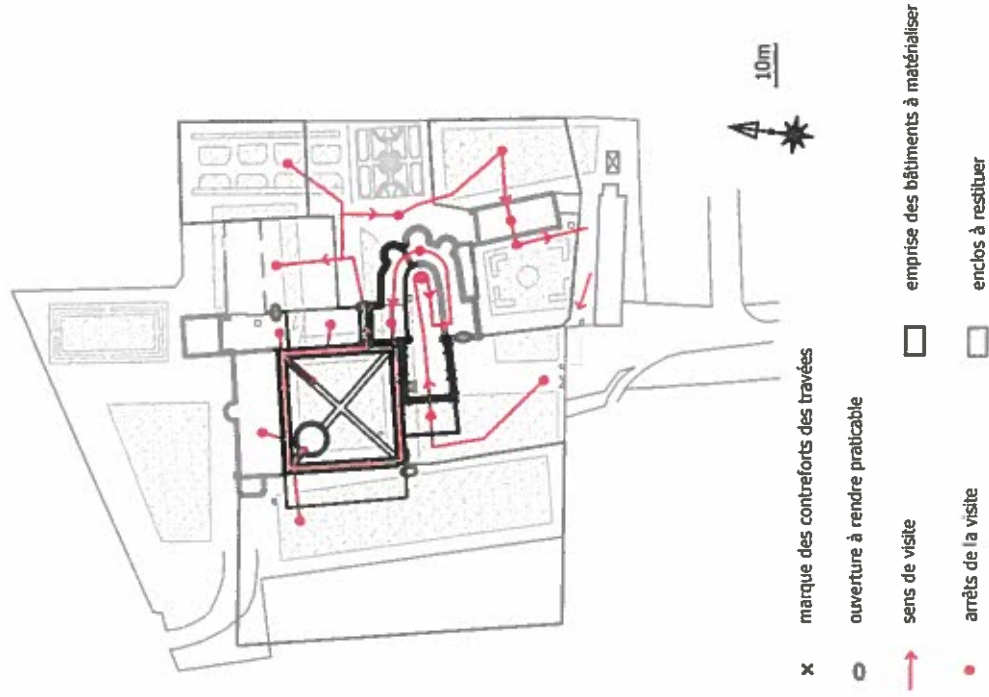 10m
marque des contreforts des travées
ouverture à rendre praticable
sens de visite
arrêts de la visite
emprise des bâtiments à matérialiser
enclos à restituer